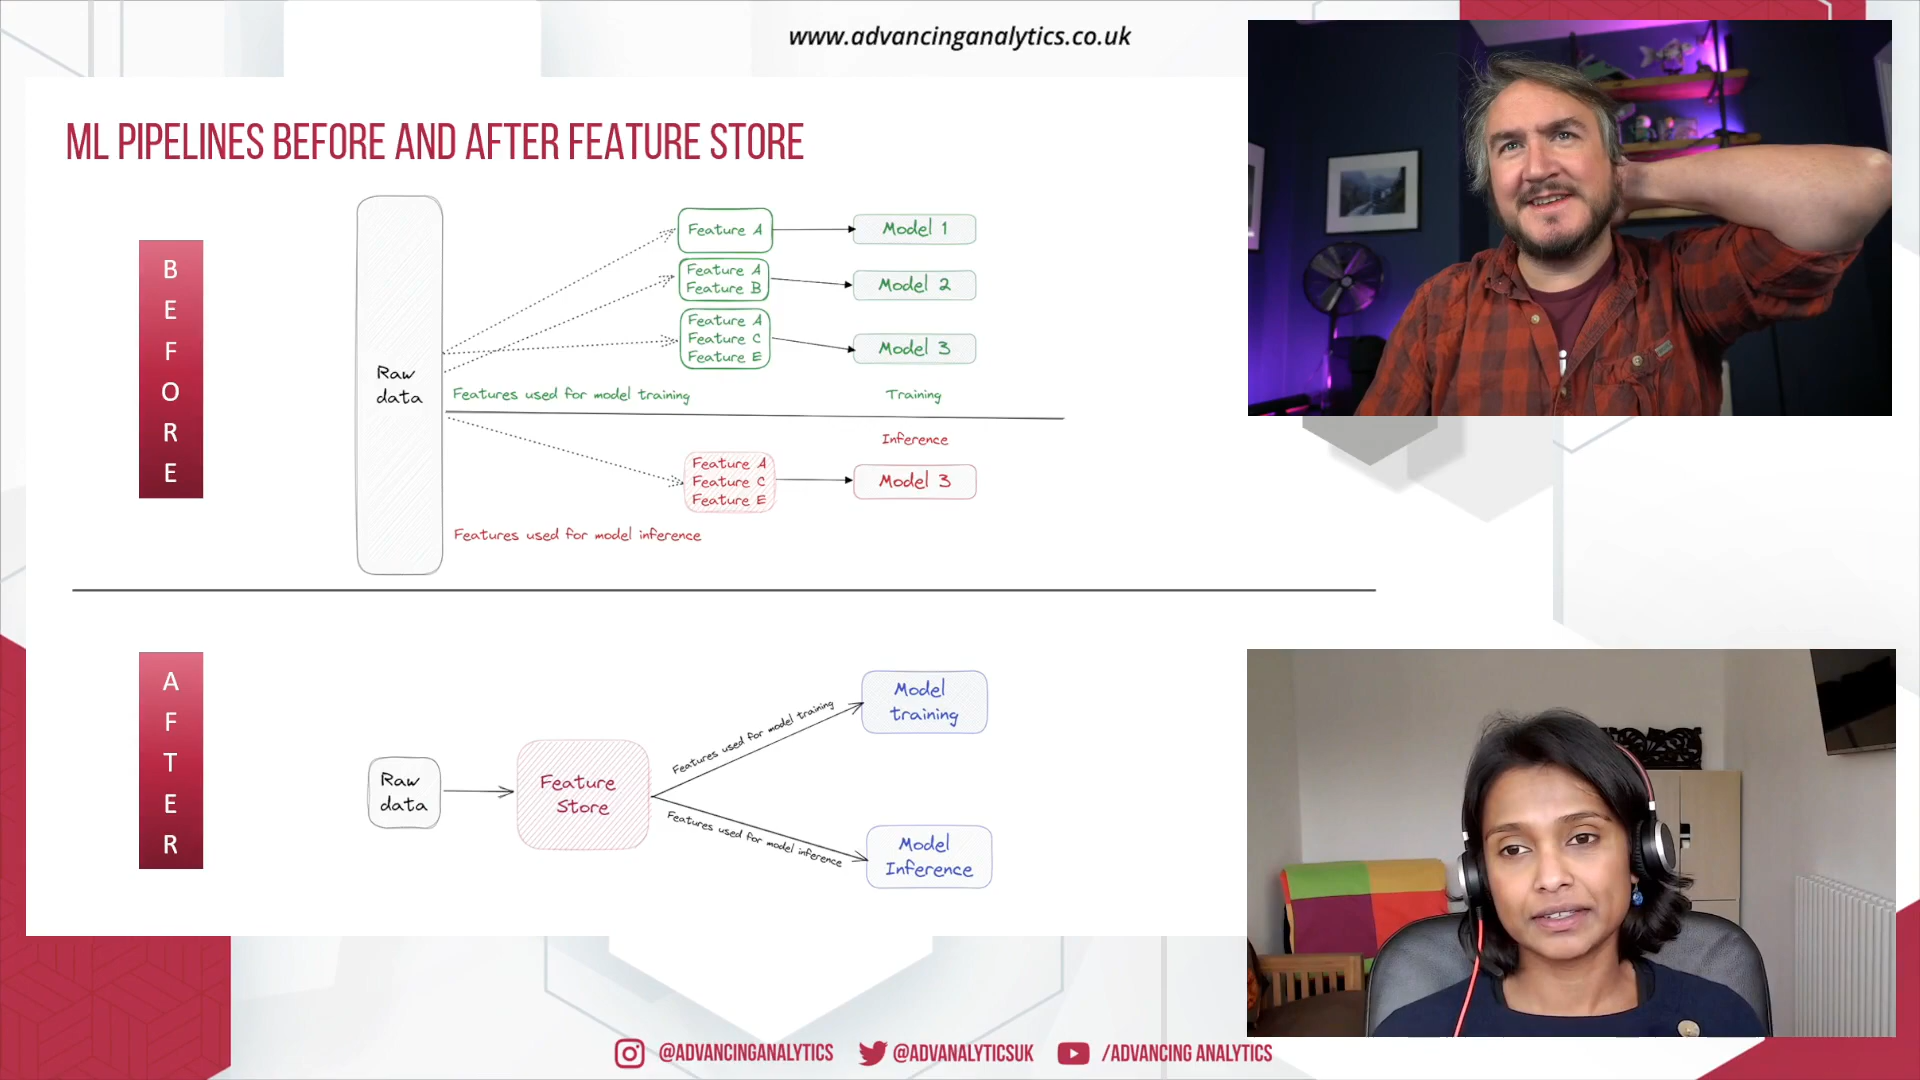 www.advancinganalytics.co.uk
ML PIPELINES BEFORE AND AFTER FEATURE STORE
BEFORE
Raw
data
Feature A
Model 1
Feature A
Feature B
Model 2
Feature A
Feature C
Feature E
Model 3
Features used for model training
Training
Inference
Feature A
Feature C
Feature E
Model 3
Features used for model inference
AFTER
Raw
data
Feature
Store
Features used for model training
Model
training
Features used for model inference
Model
Inference
@ADVANCINGANALYTICS
@ADVANALYTICSUK
/ADVANCING ANALYTICS